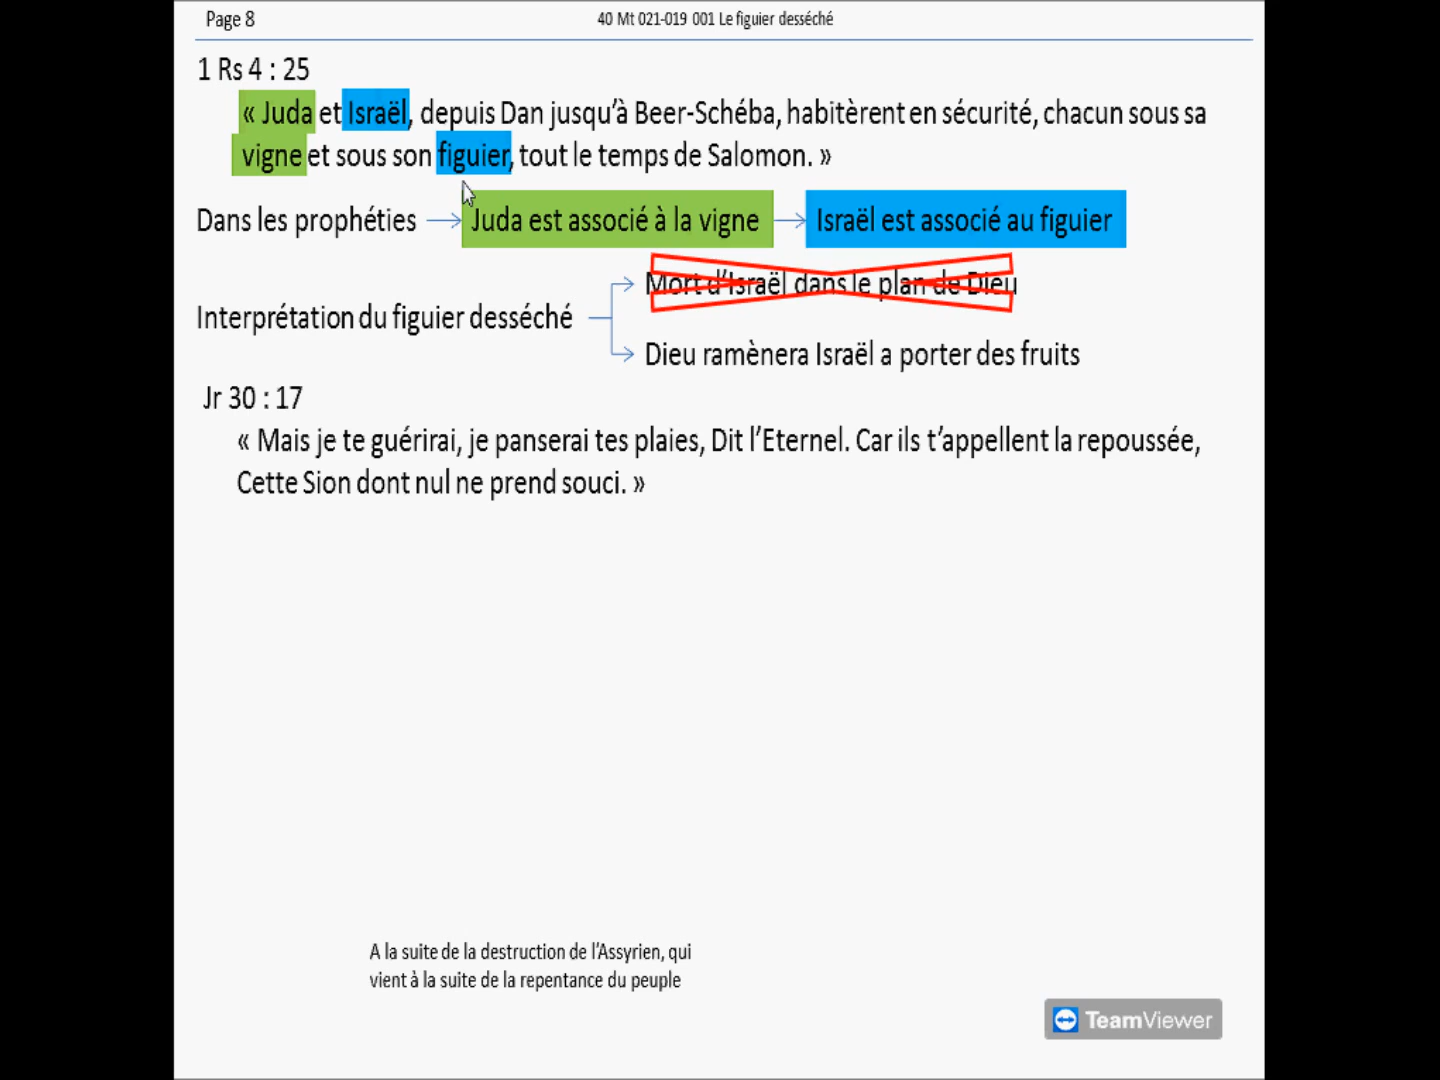 Page 8
40 Mt 021-019 001 Le figuier desséché
1 Rs 4 : 25
« Juda et Israël, depuis Dan jusqu’à Beer-Schéba, habitèrent en sécurité, chacun sous sa
vigne et sous son figuier, tout le temps de Salomon. »
Dans les prophéties
Juda est associé à la vigne
Israël est associé au figuier
Mort d’Israël dans le plan de Dieu
Interprétation du figuier desséché
Dieu ramènera Israël a porter des fruits
Jr 30 : 17
« Mais je te guérirai, je panserai tes plaies, Dit l’Eternel. Car ils t’appellent la repoussée,
Cette Sion dont nul ne prend souci. »
A la suite de la destruction de l’Assyrien, qui
vient à la suite de la repentance du peuple
TeamViewer